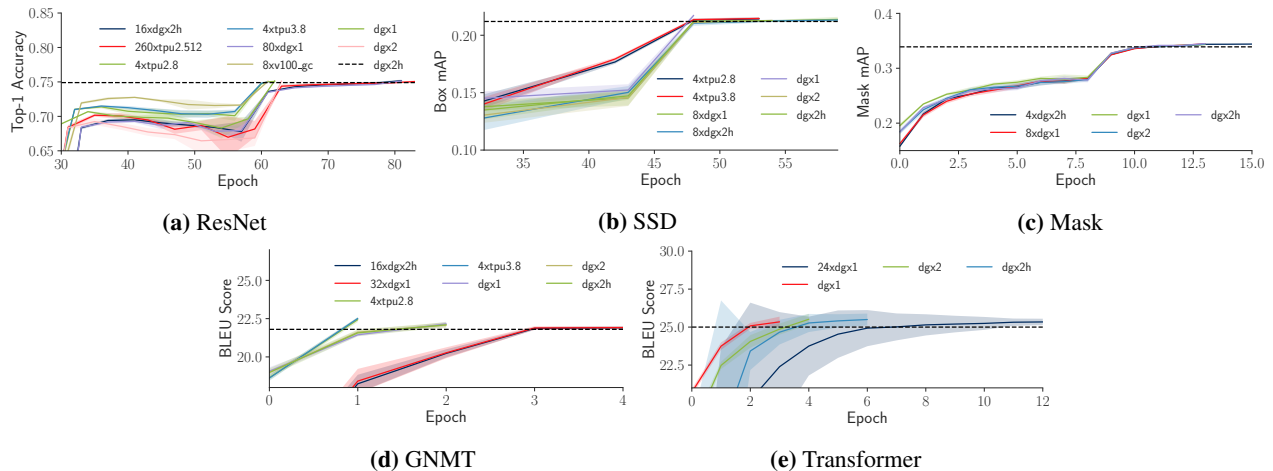 0.85
0.80
0.75
0.70
0.65
Top-1 Accuracy
16xdgx2h
260xtpu2.512
4xtpu2.8
4xtpu3.8
80xdgx1
8xv100_gc
dgx1
dgx2
dgx2h
30 40 50 60 70 80
Epoch
(a) ResNet
0.20
0.15
0.10
Box mAP
4xtpu2.8
4xtpu3.8
8xdgx1
8xdgx2h
dgx1
dgx2
dgx2h
35 40 45 50 55
Epoch
(b) SSD
0.4
0.3
0.2
Mask mAP
4xdgx2h
8xdgx1
dgx1
dgx2
dgx2h
0.0 2.5 5.0 7.5 10.0 12.5 15.0
Epoch
(c) Mask
25.0
22.5
20.0
BLEU Score
16xdgx2h
32xdgx1
4xtpu2.8
4xtpu3.8
dgx1
dgx2
dgx2h
0 1 2 3 4
Epoch
(d) GNMT
30.0
27.5
25.0
22.5
BLEU Score
24xdgx1
dgx1
dgx2
dgx2h
0 2 4 6 8 10 12
Epoch
(e) Transformer